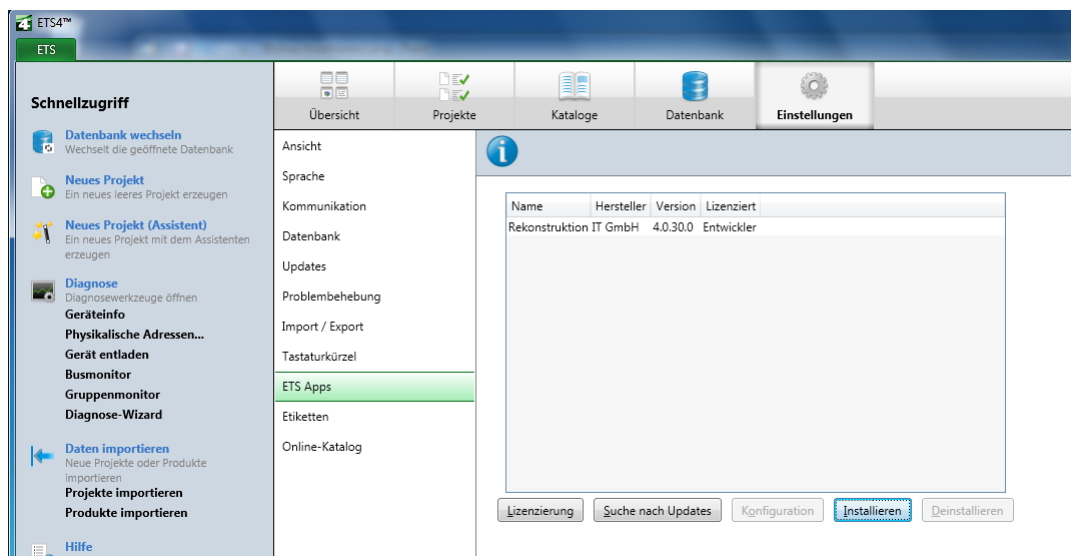 ETS4™
ETS
Schnellzugriff
Datenbank wechseln
Wechselt die geöffnete Datenbank
Neues Projekt
Ein neues leeres Projekt erzeugen
Neues Projekt (Assistent)
Ein neues Projekt mit dem Assistenten
erzeugen
Diagnose
Diagnosewerkzeuge öffnen
Geräteinfo
Physikalische Adressen...
Gerät entladen
Busmonitor
Gruppenmonitor
Diagnose-Wizard
Daten importieren
Neue Projekte oder Produkte
importieren
Projekte importieren
Produkte importieren
Hilfe
Übersicht Projekte Kataloge Datenbank Einstellungen
Ansicht
Sprache
Kommunikation
Datenbank
Updates
Problembehebung
Import / Export
Tastaturkürzel
ETS Apps
Etiketten
Online-Katalog
Name Hersteller Version Lizenziert
Rekonstruktion IT GmbH 4.0.30.0 Entwickler
Lizenzierung Suche nach Updates Konfiguration Installieren Deinstallieren